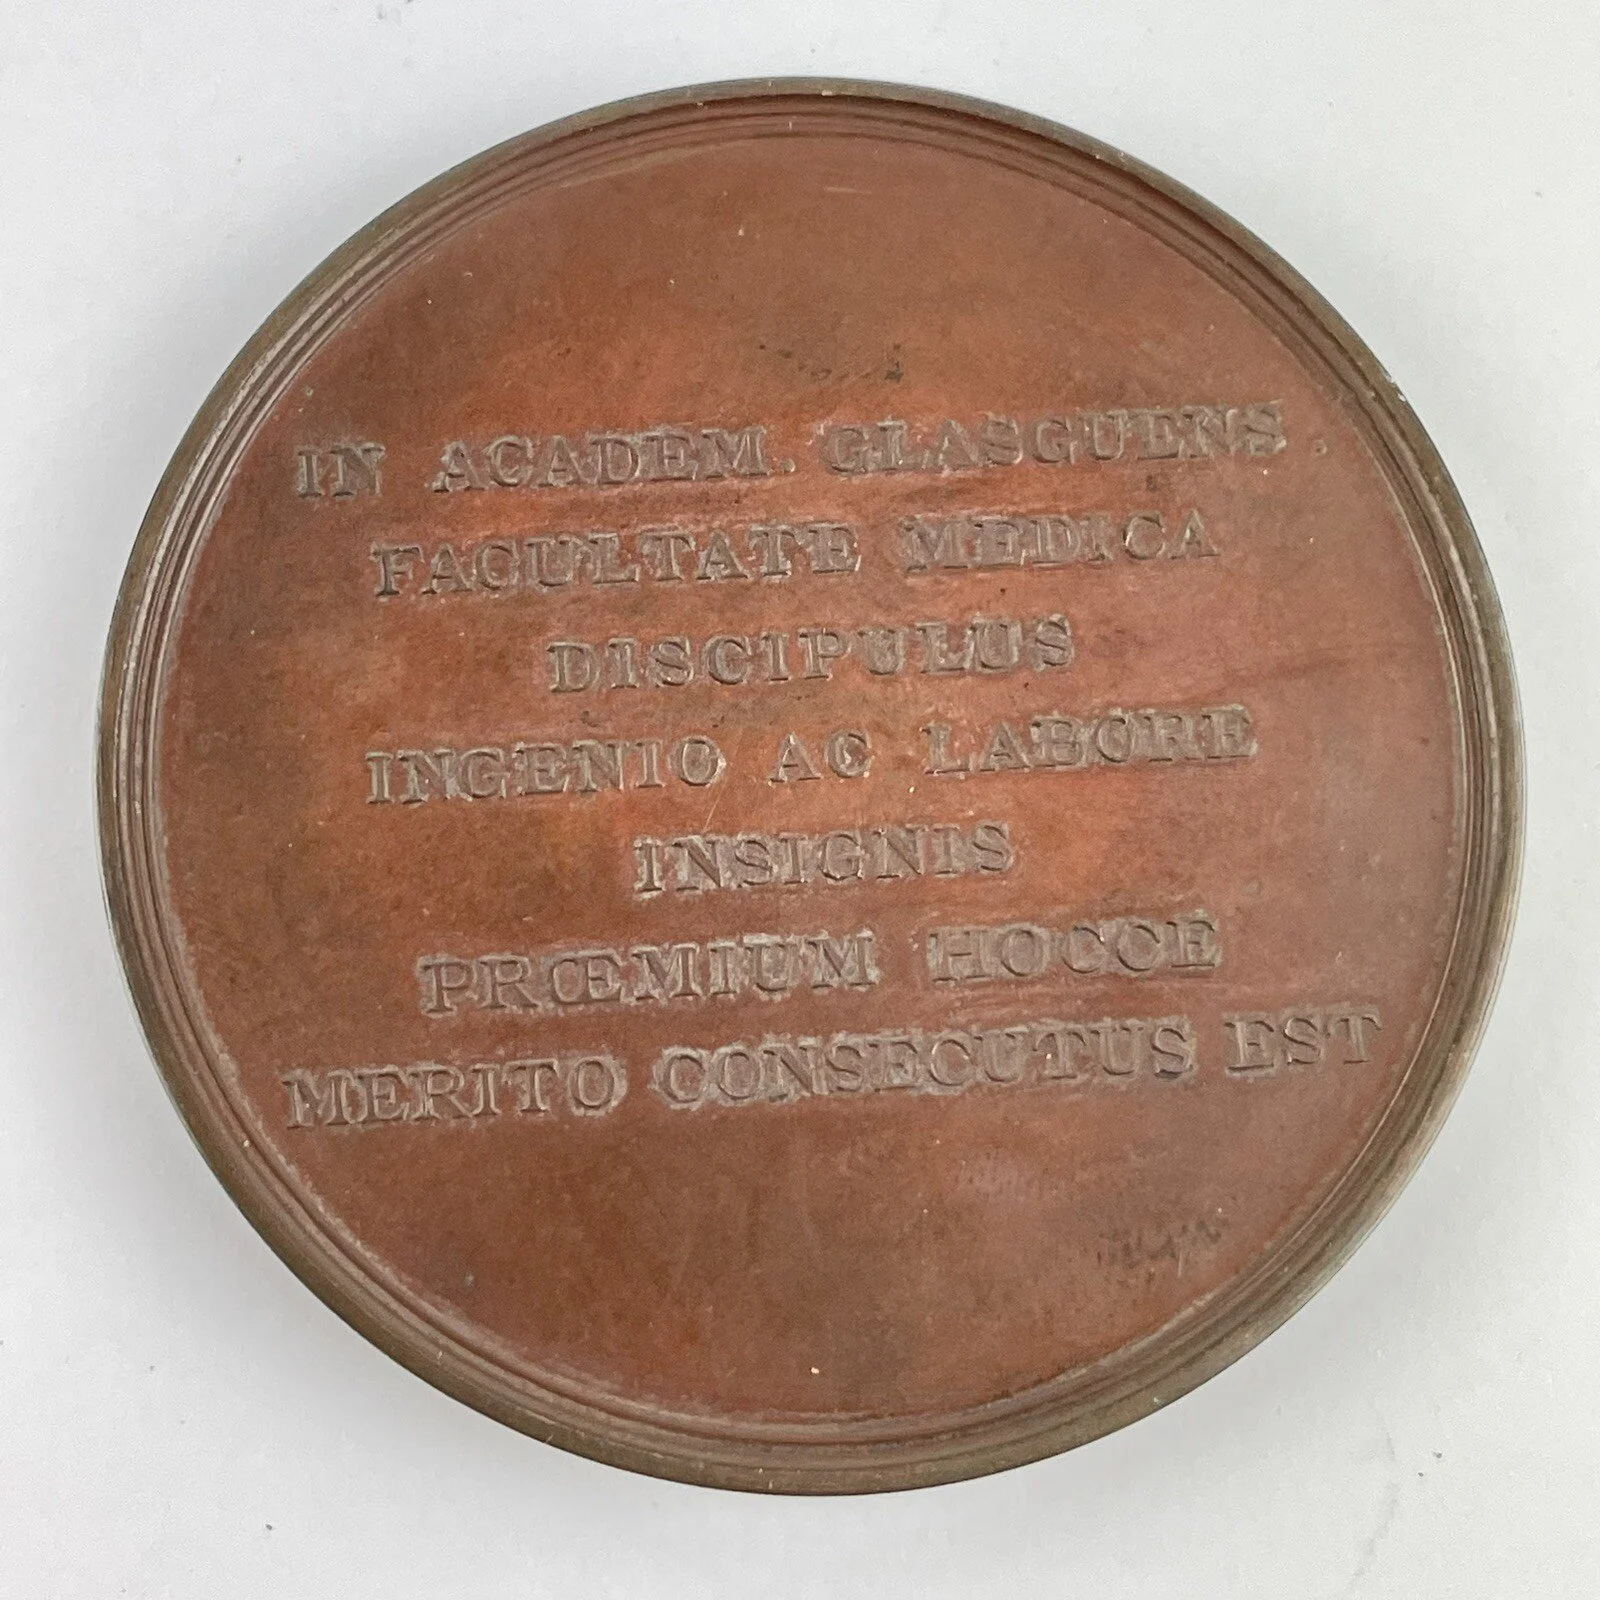 IN ACADEM. GLASGUENS.
FACULTATE MEDICA
DISCIPULUS
INGENIO AC LABORE
INSIGNIS
PRŒMIUM HOCCE
MERITO CONSECUTUS EST